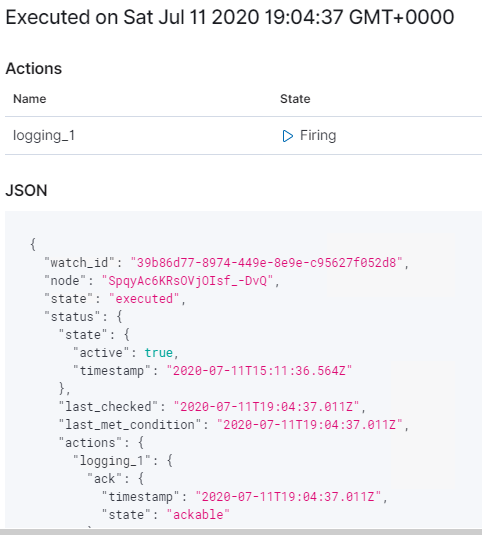 Executed on Sat Jul 11 2020 19:04:37 GMT+0000
Actions
Name State
logging_1 Firing
JSON
{
"watch_id": "39b86d77-8974-449e-8e9e-c95627f052d8",
"node": "SpqyAc6KRsOVjOIsf_-DvQ",
"state": "executed",
"status": {
"state": {
"active": true,
"timestamp": "2020-07-11T15:11:36.564Z"
},
"last_checked": "2020-07-11T19:04:37.011Z",
"last_met_condition": "2020-07-11T19:04:37.011Z",
"actions": {
"logging_1": {
"ack": {
"timestamp": "2020-07-11T19:04:37.011Z",
"state": "ackable"